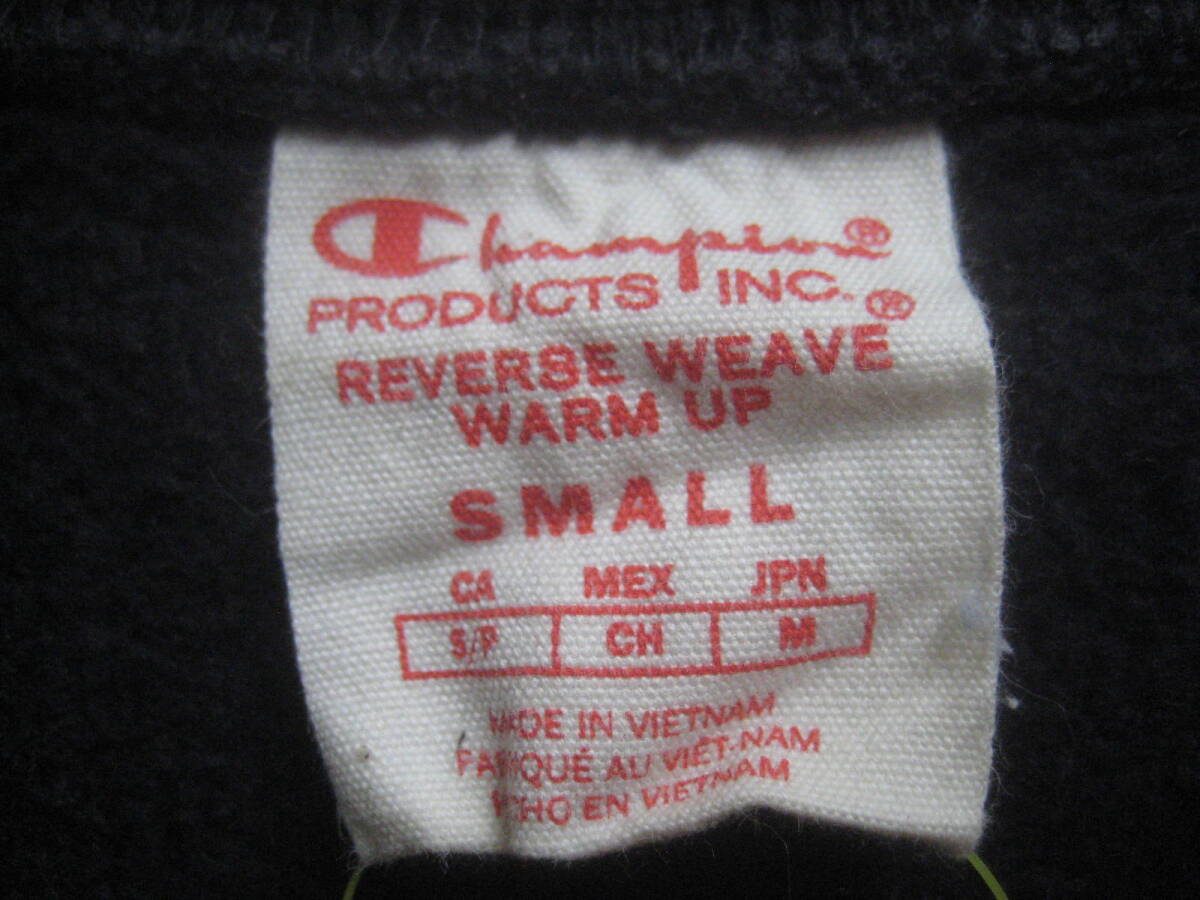 Champion®
PRODUCTS INC.
REVERSE WEAVE®
WARM UP
SMALL
CA MEX JPN
S/P CH M
MADE IN VIETNAM
FABRIQUÉ AU VIÊT-NAM
HECHO EN VIETNAM